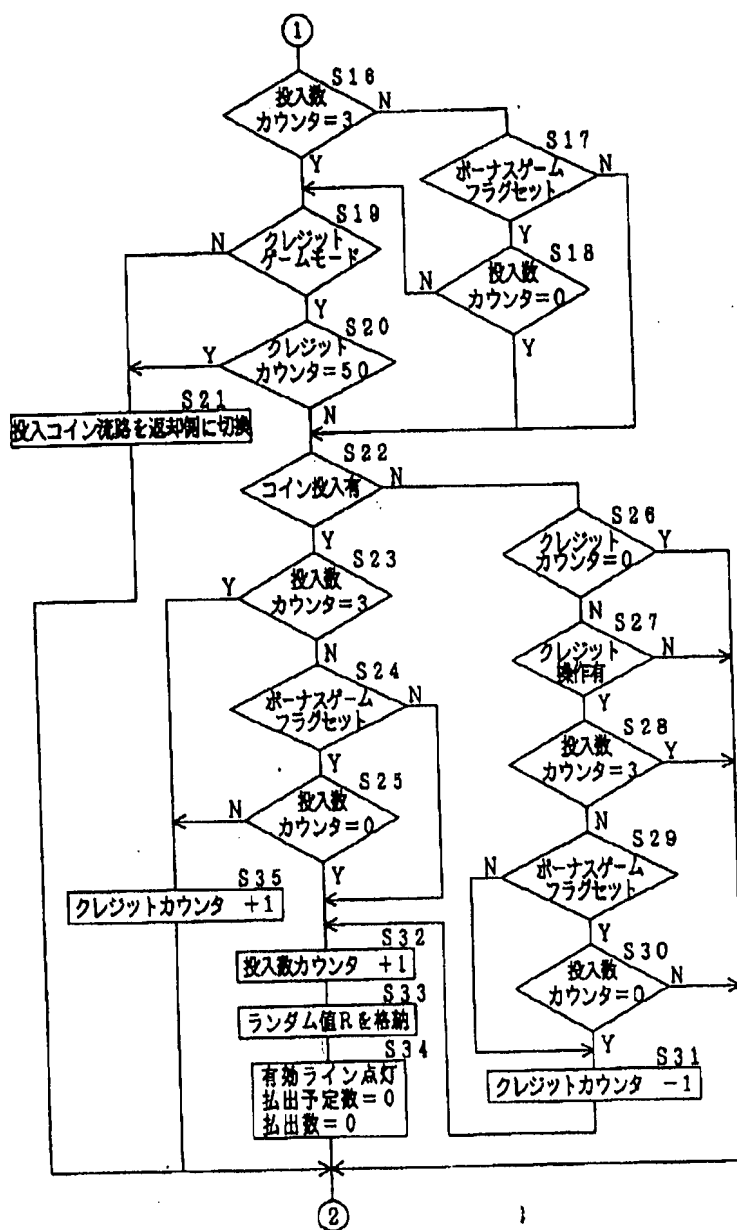 1
S16
投入数
カウンタ=3
N
Y
S17
ボーナスゲーム
フラグセット
N
Y
S18
投入数
カウンタ=0
N
Y
S19
クレジット
ゲームモード
N
Y
S20
クレジット
カウンタ=50
Y
N
S21
投入コイン流路を返却側に切換
S22
コイン投入有
N
Y
S23
投入数
カウンタ=3
Y
N
S24
ボーナスゲーム
フラグセット
N
Y
S25
投入数
カウンタ=0
N
Y
S26
クレジット
カウンタ=0
Y
N
S27
クレジット
操作有
N
Y
S28
投入数
カウンタ=3
Y
N
S29
ボーナスゲーム
フラグセット
N
Y
S30
投入数
カウンタ=0
N
Y
S31
クレジットカウンタ -1
S35
クレジットカウンタ +1
S32
投入数カウンタ +1
S33
ランダム値Rを格納
S34
有効ライン点灯
払出予定数=0
払出数=0
2